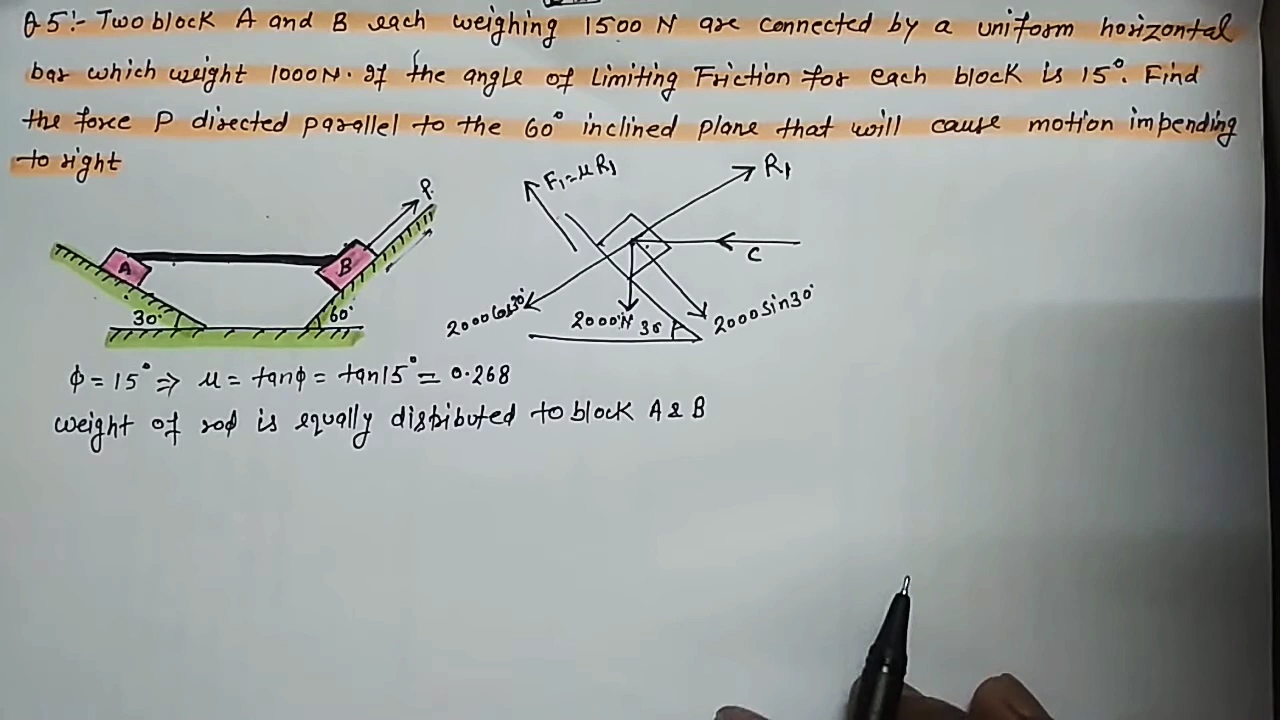 Q5:- Two block A and B each weighing 1500 N are connected by a uniform horizontal
bar which weight 1000N. If the angle of Limiting Friction for each block is 15°. Find
the force P directed parallel to the 60° inclined plane that will cause motion impending
to right
F₁=μR₁
R₁
P.
A
B
C
30°
60°
2000cos30°
2000N
30
2000sin30°
φ = 15° ⇒ μ = tanφ = tan15° = 0.268
weight of rod is equally distributed to block A & B